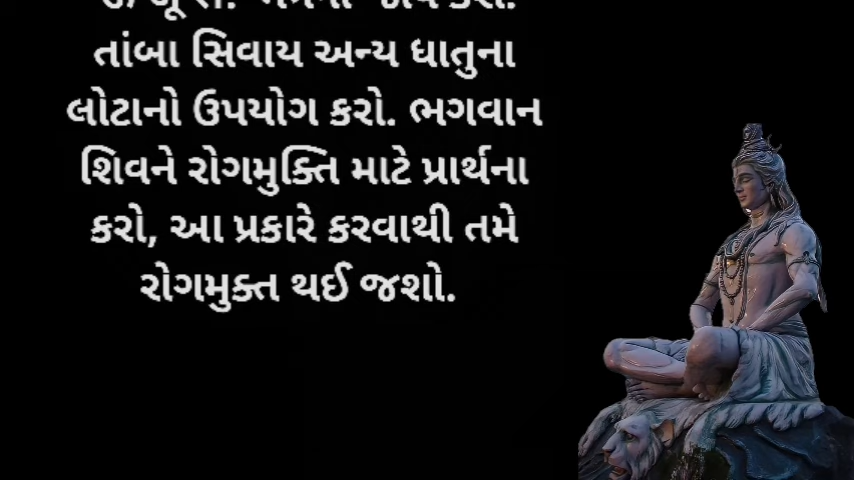 તાંબા સિવાય અન્ય ધાતુના
લોટાનો ઉપયોગ કરો. ભગવાન
શિવને રોગમુક્તિ માટે પ્રાર્થના
કરો, આ પ્રકારે કરવાથી તમે
રોગમુક્ત થઈ જશો.